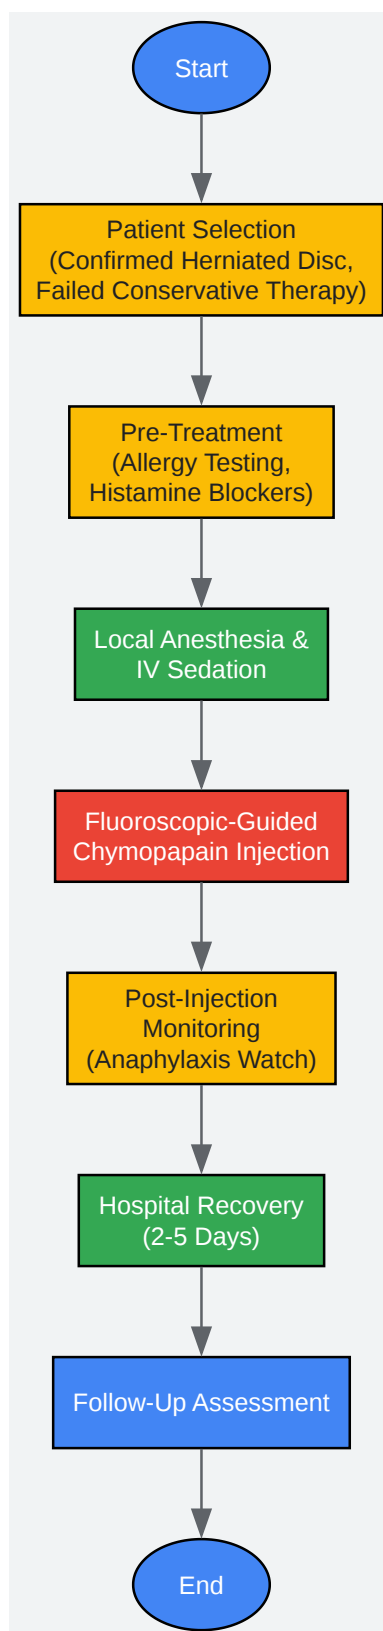 Start
Patient Selection
(Confirmed Herniated Disc,
Failed Conservative Therapy)
Pre-Treatment
(Allergy Testing,
Histamine Blockers)
Local Anesthesia &
IV Sedation
Fluoroscopic-Guided
Chymopapain Injection
Post-Injection
Monitoring
(Anaphylaxis Watch)
Hospital Recovery
(2-5 Days)
Follow-Up Assessment
End